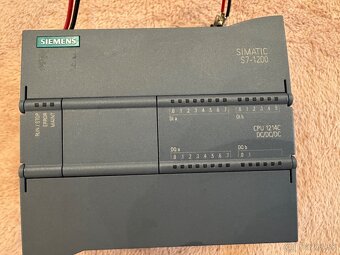 SIEMENS
SIMATIC
S7-1200
0 1 2 3 4 5 6 7
0 1 2 3 4 5
DI a
DI b
RUN / STOP
ERROR
MAINT
CPU 1214C
DC/DC/DC
DQ a
DQ b
0 1 2 3 4 5 6 7
0 1